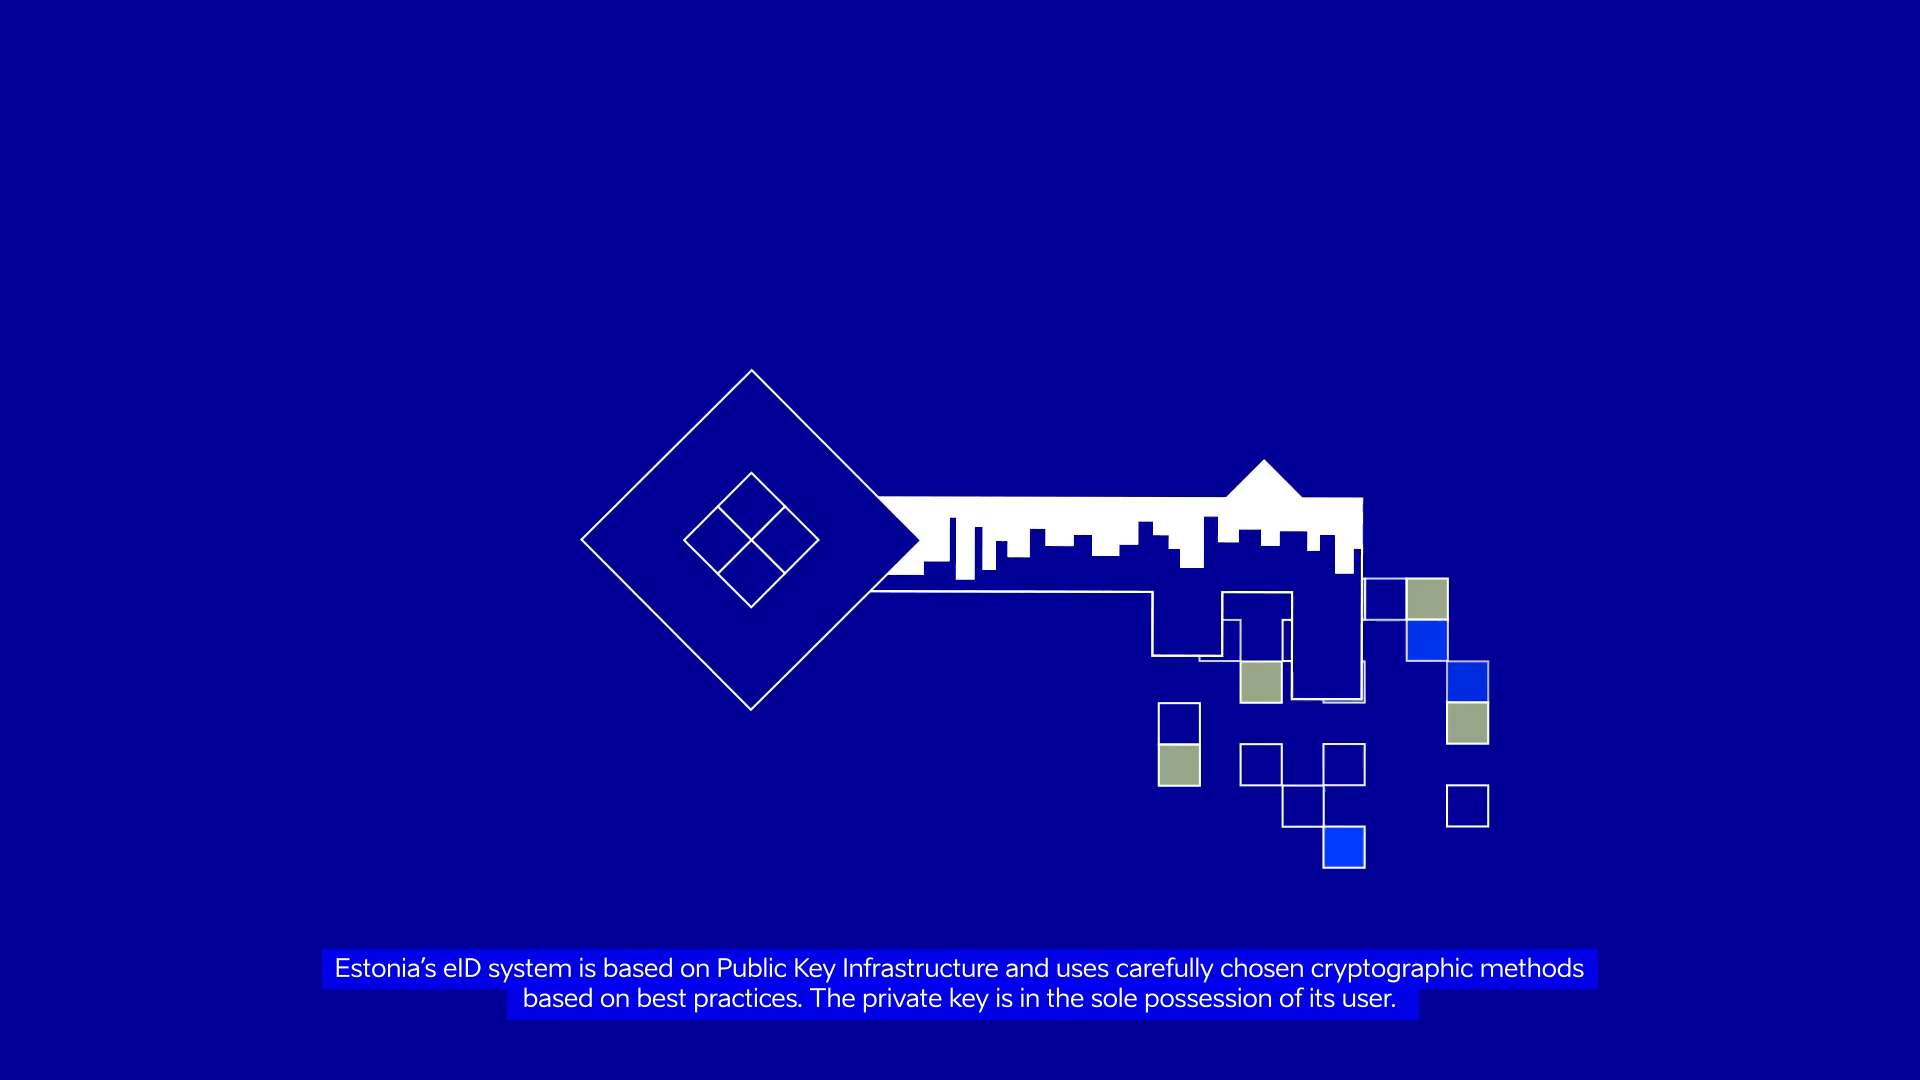 Estonia’s eID system is based on Public Key Infrastructure and uses carefully chosen cryptographic methods
based on best practices. The private key is in the sole possession of its user.